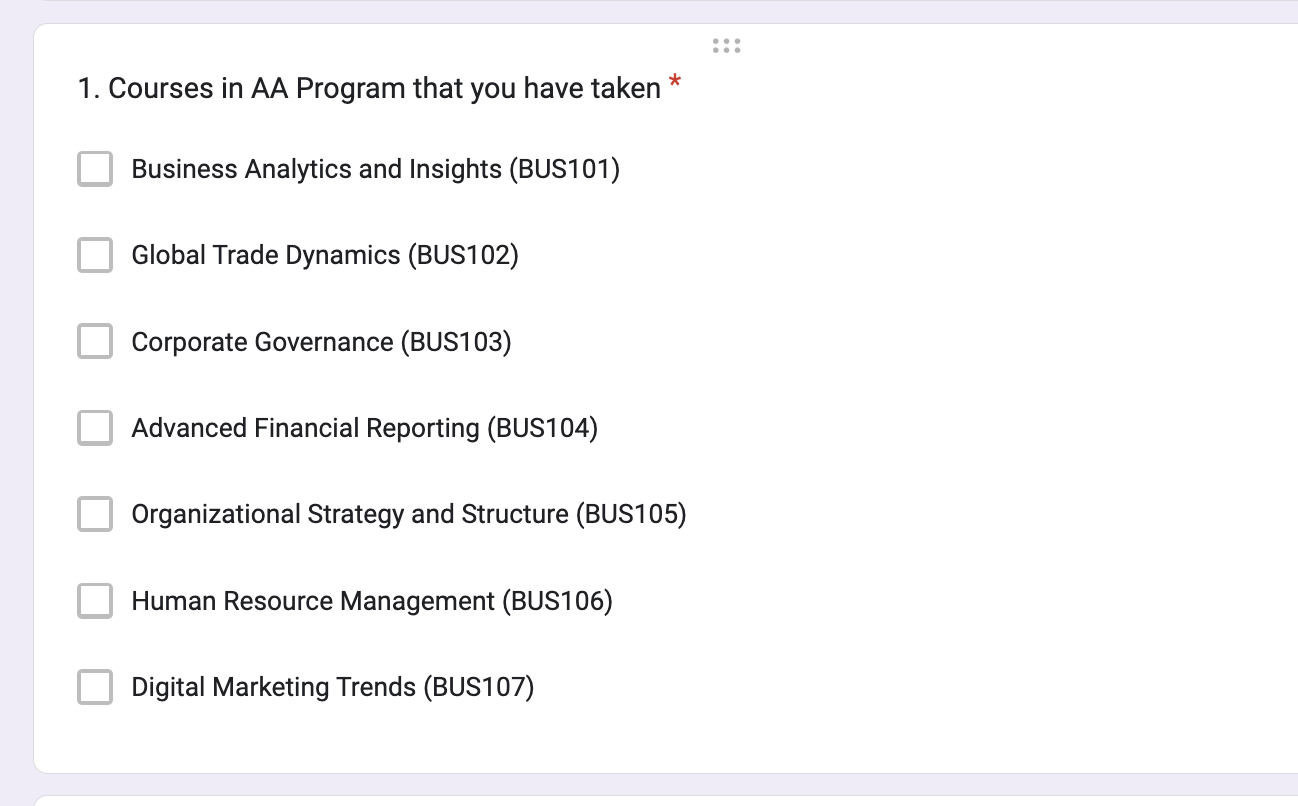 1. Courses in AA Program that you have taken *
Business Analytics and Insights (BUS101)
Global Trade Dynamics (BUS102)
Corporate Governance (BUS103)
Advanced Financial Reporting (BUS104)
Organizational Strategy and Structure (BUS105)
Human Resource Management (BUS106)
Digital Marketing Trends (BUS107)